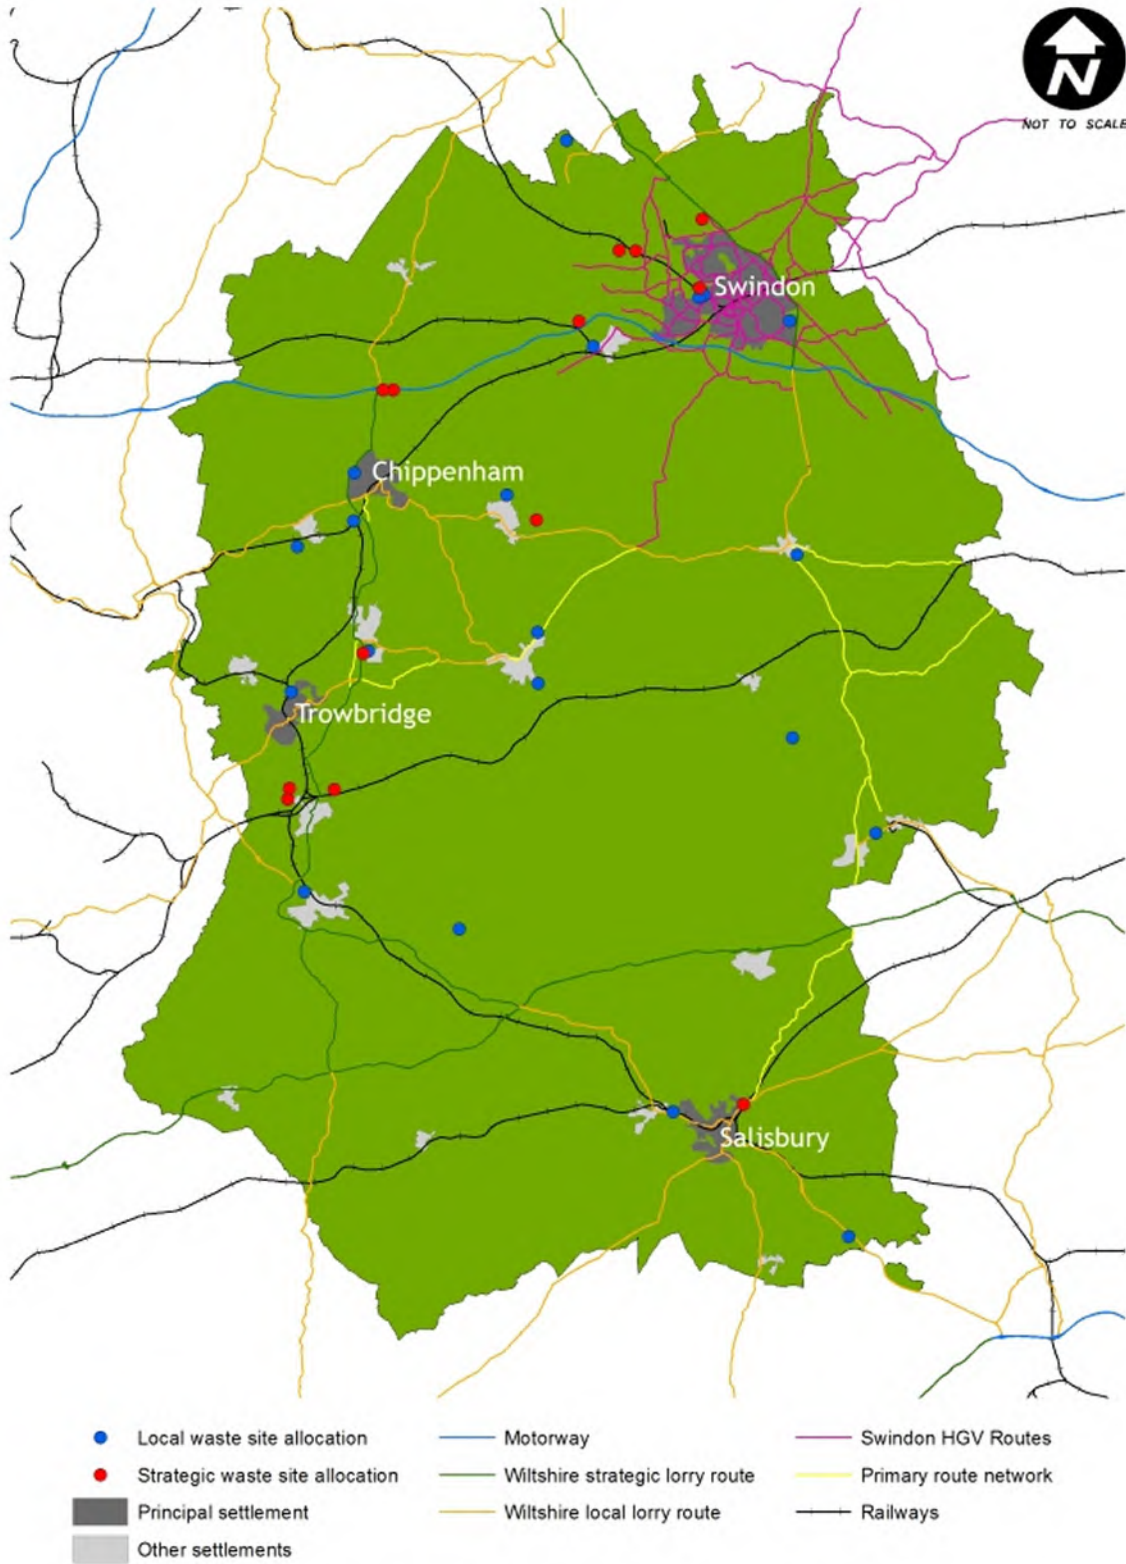 N
NOT TO SCALE
Swindon
Chippenham
Trowbridge
Salisbury
Local waste site allocation
Motorway
Swindon HGV Routes
Strategic waste site allocation
Wiltshire strategic lorry route
Primary route network
Principal settlement
Wiltshire local lorry route
Railways
Other settlements